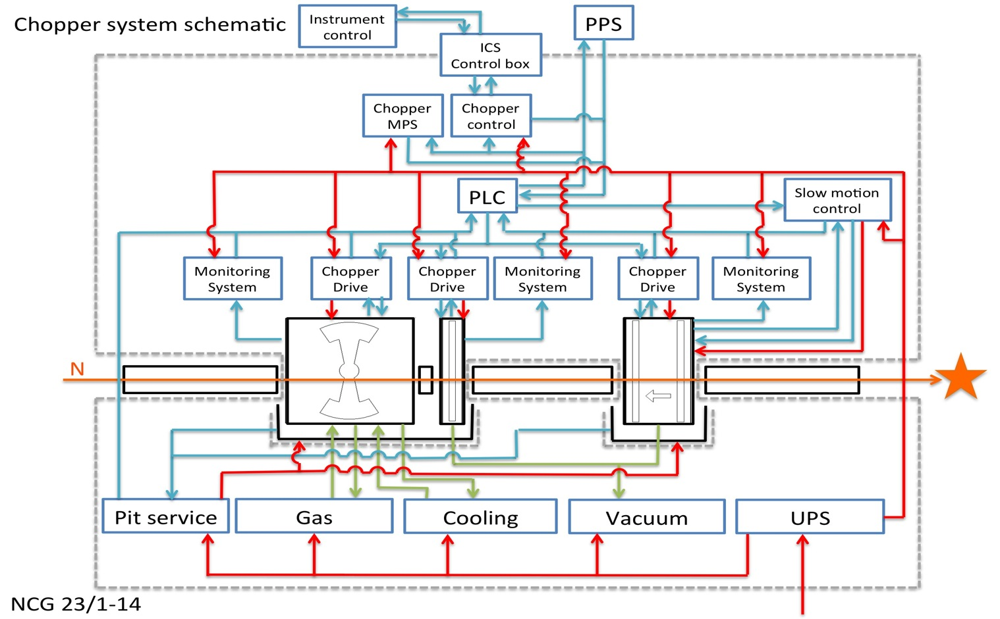 Chopper system schematic
Instrument
control
PPS
ICS
Control box
Chopper
MPS
Chopper
control
PLC
Slow motion
control
Monitoring
System
Chopper
Drive
Chopper
Drive
Monitoring
System
Chopper
Drive
Monitoring
System
N
Pit service
Gas
Cooling
Vacuum
UPS
NCG 23/1-14